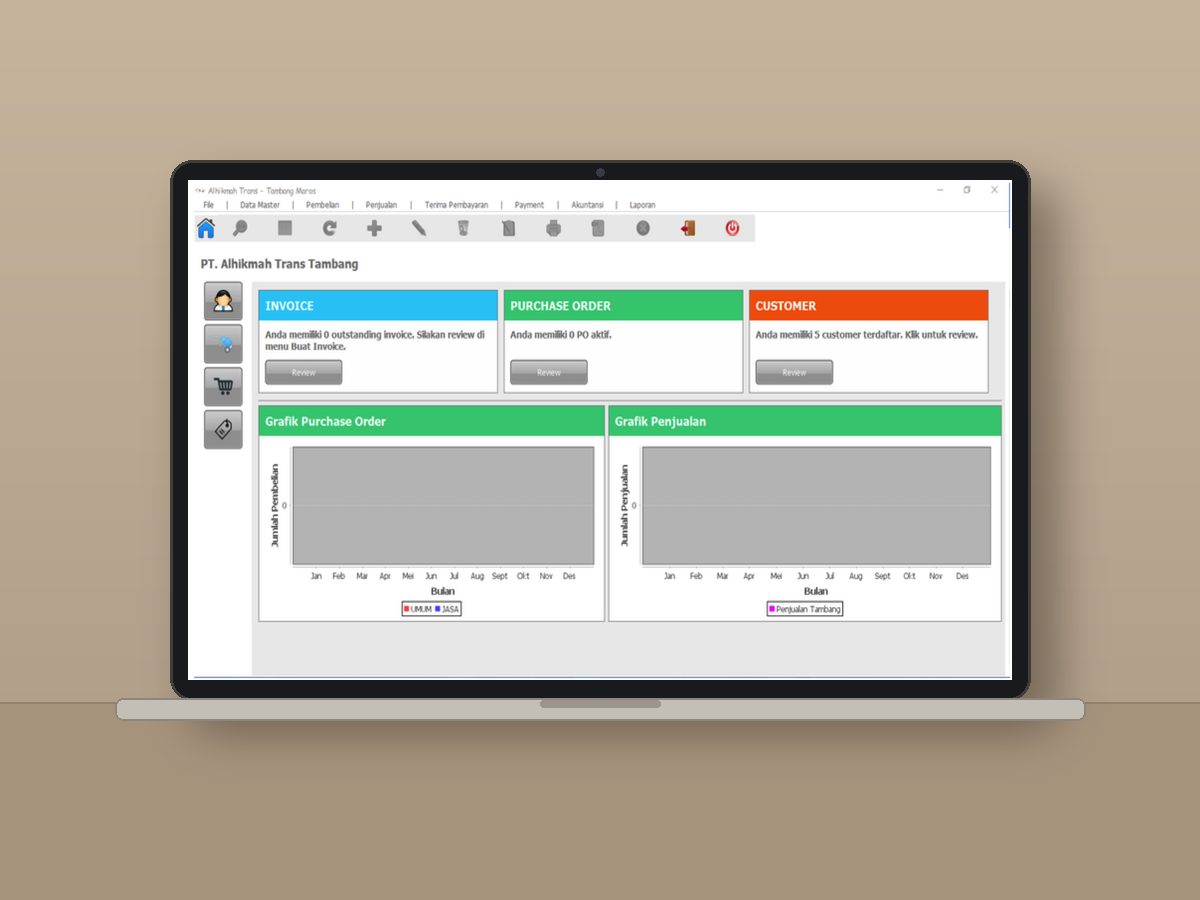 Alhikmah Trans - Tambang Maros
File | Data Master | Pembelian | Penjualan | Terima Pembayaran | Payment | Akuntansi | Laporan
PT. Alhikmah Trans Tambang
INVOICE
Anda memiliki 0 outstanding invoice. Silakan review di
menu Buat Invoice.
Review
PURCHASE ORDER
Anda memiliki 0 PO aktif.
Review
CUSTOMER
Anda memiliki 5 customer terdaftar. Klik untuk review.
Review
Grafik Purchase Order
Jumlah Pembelian
0
Jan Feb Mar Apr Mei Jun Jul Aug Sept Okt Nov Des
Bulan
UMUM JASA
Grafik Penjualan
Jumlah Penjualan
0
Jan Feb Mar Apr Mei Jun Jul Aug Sept Okt Nov Des
Bulan
Penjualan Tambang